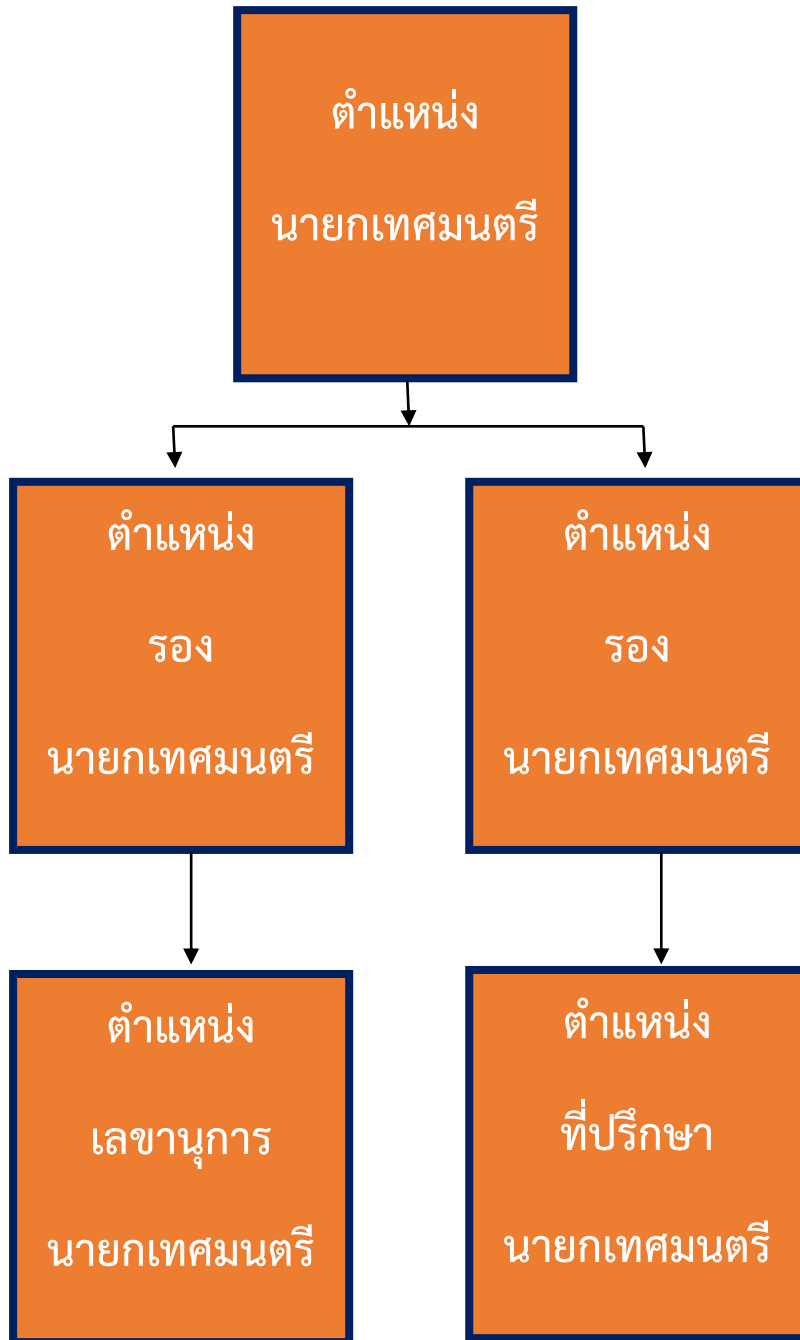 ตำแหน่ง
นายกเทศมนตรี
ตำแหน่ง
รอง
นายกเทศมนตรี
ตำแหน่ง
รอง
นายกเทศมนตรี
ตำแหน่ง
เลขานุการ
นายกเทศมนตรี
ตำแหน่ง
ที่ปรึกษา
นายกเทศมนตรี